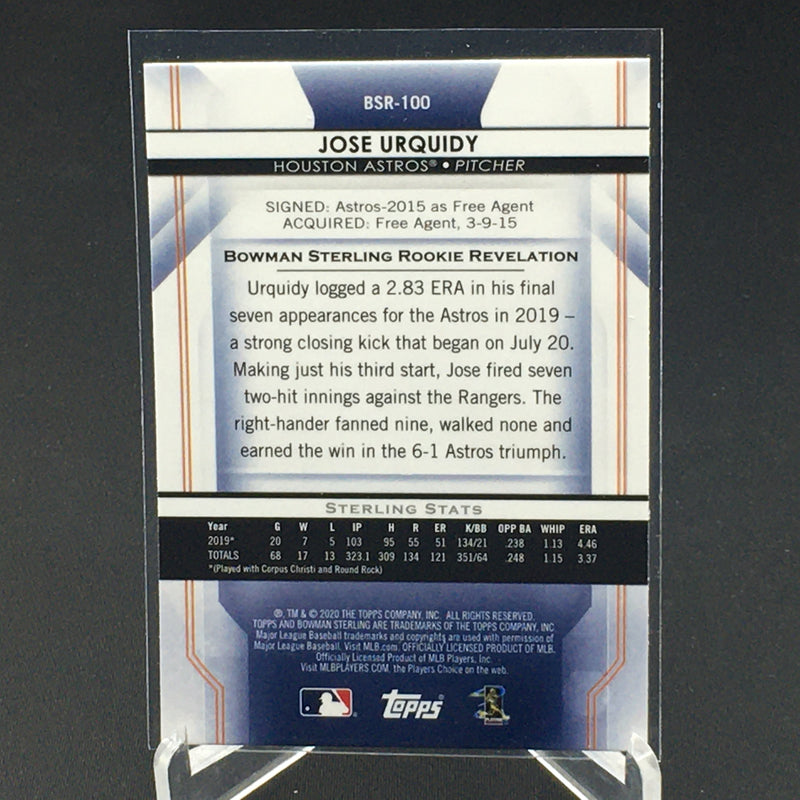 BSR-100
JOSE URQUIDY
HOUSTON ASTROS® • PITCHER
SIGNED: Astros-2015 as Free Agent
ACQUIRED: Free Agent, 3-9-15
BOWMAN STERLING ROOKIE REVELATION
Urquidy logged a 2.83 ERA in his final
seven appearances for the Astros in 2019 –
a strong closing kick that began on July 20.
Making just his third start, Jose fired seven
two-hit innings against the Rangers. The
right-hander fanned nine, walked none and
earned the win in the 6-1 Astros triumph.
STERLING STATS
Year G W L IP H R ER K/BB OPP BA WHIP ERA
2019* 20 7 5 103 95 55 51 134/21 .238 1.13 4.46
TOTALS 68 17 13 323.1 309 134 121 351/64 .248 1.15 3.37
*(Played with Corpus Christi and Round Rock)
®, TM & © 2020 THE TOPPS COMPANY, INC. ALL RIGHTS RESERVED.
TOPPS AND BOWMAN STERLING ARE TRADEMARKS OF THE TOPPS COMPANY, INC.
Major League Baseball trademarks and copyrights are used with permission of
Major League Baseball. Visit MLB.com. OFFICIALLY LICENSED PRODUCT OF MLB.
Officially Licensed Product of MLB Players, Inc.
Visit MLBPLAYERS.COM, the Players Choice on the web.
topps®